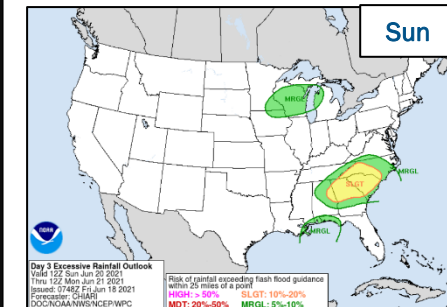 Sun
MRGL
MRGL
SLGT
MRGL
noaa
Day 3 Excessive Rainfall Outlook
Valid 12Z Sun Jun 20 2021
Thru 12Z Mon Jun 21 2021
Issued: 0748Z Fri Jun 18 2021
Forecaster: CHIARI
DOC/NOAA/NWS/NCEP/WPC
Risk of rainfall exceeding flash flood guidance
within 25 miles of a point
HIGH: > 50% SLGT: 10%-20%
MDT: 20%-50% MRGL: 5%-10%